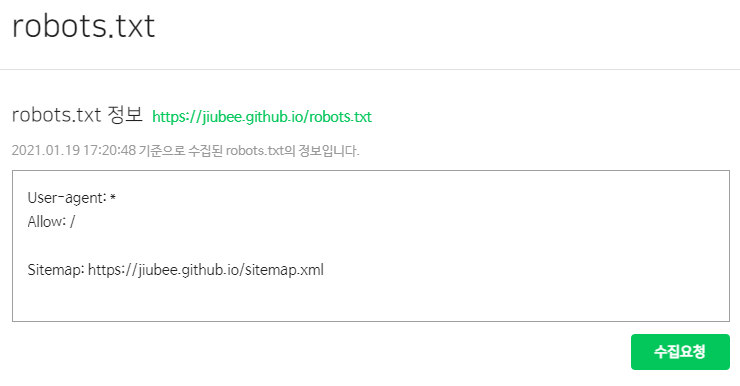 robots.txt
robots.txt 정보 https://jiubee.github.io/robots.txt
2021.01.19 17:20:48 기준으로 수집된 robots.txt의 정보입니다.
User-agent: *
Allow: /
Sitemap: https://jiubee.github.io/sitemap.xml
수집요청